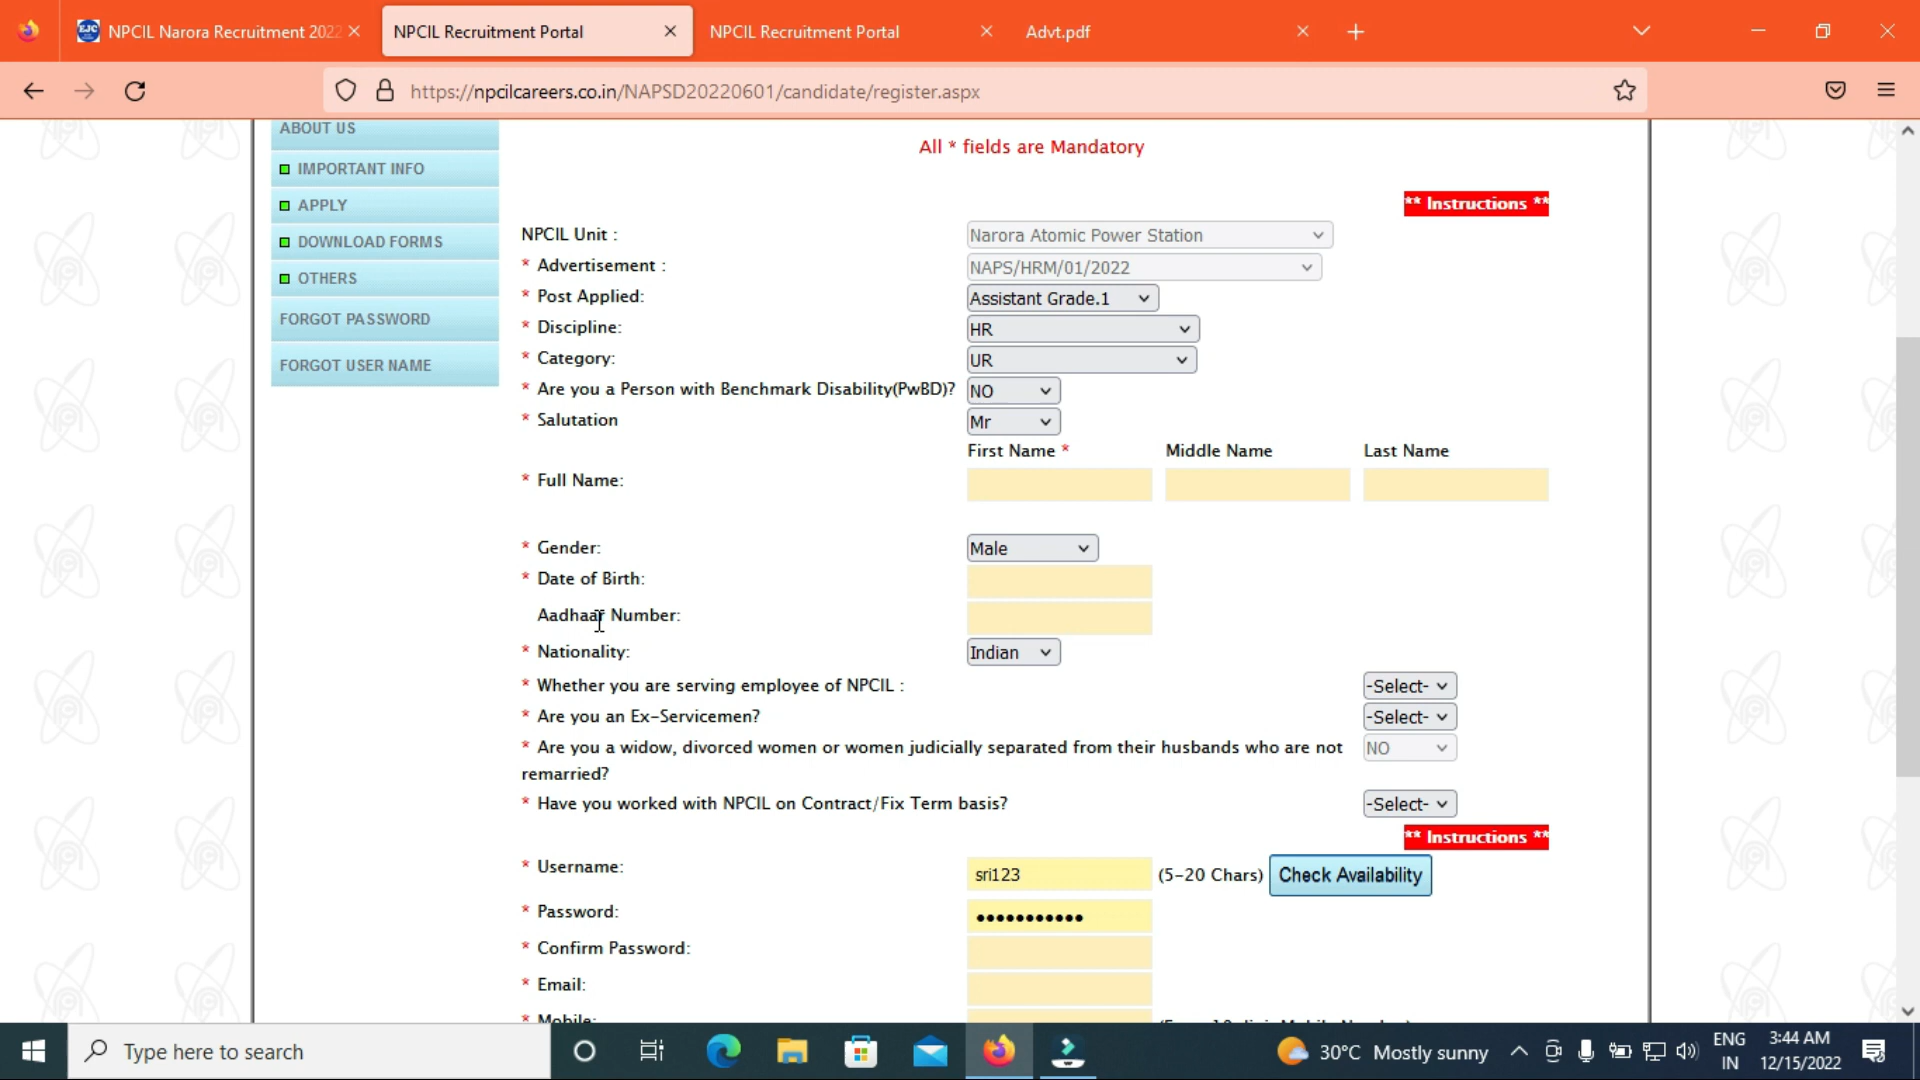 EJC NPCIL Narora Recruitment 2022
NPCIL Recruitment Portal
NPCIL Recruitment Portal
Advt.pdf
https://npcilcareers.co.in/NAPSD20220601/candidate/register.aspx
ABOUT US
IMPORTANT INFO
APPLY
DOWNLOAD FORMS
OTHERS
FORGOT PASSWORD
FORGOT USER NAME
All * fields are Mandatory
** Instructions **
NPCIL Unit : Narora Atomic Power Station
* Advertisement : NAPS/HRM/01/2022
* Post Applied: Assistant Grade.1
* Discipline: HR
* Category: UR
* Are you a Person with Benchmark Disability(PwBD)? NO
* Salutation Mr
First Name * Middle Name Last Name
* Full Name:
* Gender: Male
* Date of Birth:
Aadhaar Number:
* Nationality: Indian
* Whether you are serving employee of NPCIL : -Select-
* Are you an Ex-Servicemen? -Select-
* Are you a widow, divorced women or women judicially separated from their husbands who are not NO
remarried?
* Have you worked with NPCIL on Contract/Fix Term basis? -Select-
** Instructions **
* Username: sri123 (5-20 Chars) Check Availability
* Password: •••••••••••
* Confirm Password:
* Email:
* Mobile:
Type here to search
30°C Mostly sunny
ENG
IN
3:44 AM
12/15/2022